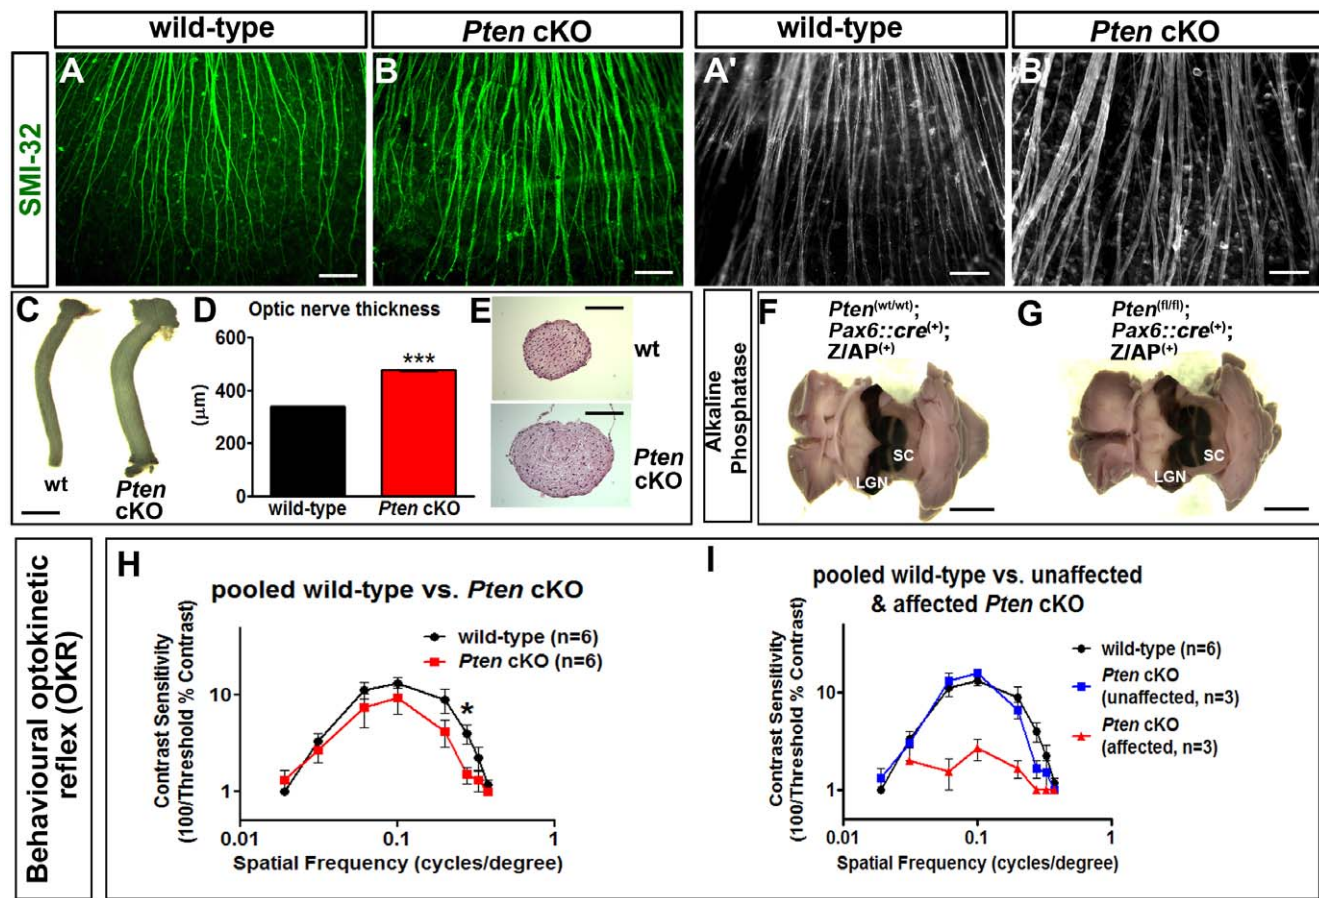 wild-type
Pten cKO
wild-type
Pten cKO
SMI-32
A
B
A'
B'
C
wt
Pten
cKO
D
Optic nerve thickness
(μm)
600
400
200
0
***
wild-type
Pten cKO
E
wt
Pten
cKO
Alkaline
Phosphatase
F
Pten(wt/wt);
Pax6::cre(+);
Z/AP(+)
SC
LGN
G
Pten(fl/fl);
Pax6::cre(+);
Z/AP(+)
SC
LGN
Behavioural optokinetic
reflex (OKR)
H
pooled wild-type vs. Pten cKO
Contrast Sensitivity
(100/Threshold % Contrast)
10
1
wild-type (n=6)
Pten cKO (n=6)
*
0.01
0.1
1
Spatial Frequency (cycles/degree)
I
pooled wild-type vs. unaffected
& affected Pten cKO
Contrast Sensitivity
(100/Threshold % Contrast)
10
1
wild-type (n=6)
Pten cKO
(unaffected, n=3)
Pten cKO
(affected, n=3)
0.01
0.1
1
Spatial Frequency (cycles/degree)